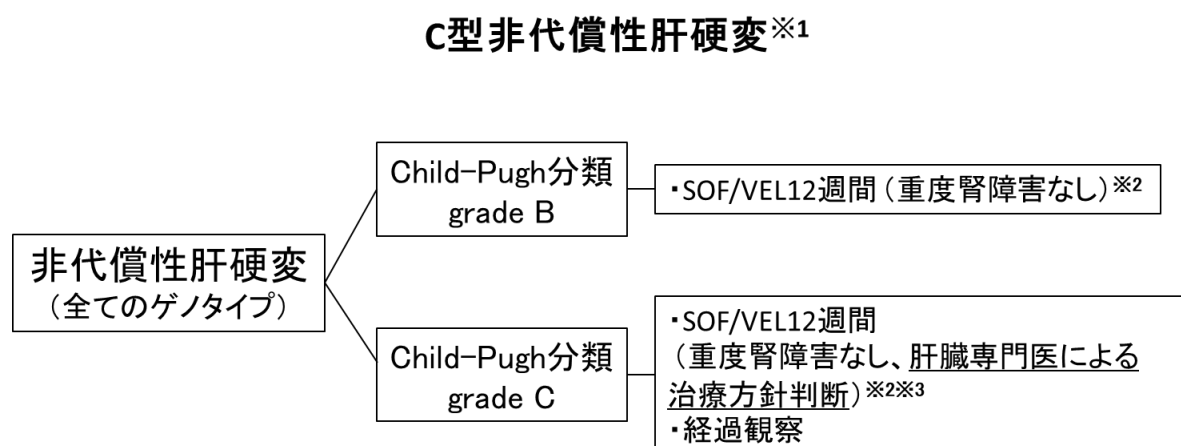 C型非代償性肝硬変※1
Child-Pugh分類
grade B
・SOF/VEL12週間（重度腎障害なし）※2
非代償性肝硬変
（全てのゲノタイプ）
Child-Pugh分類
grade C
・SOF/VEL12週間
（重度腎障害なし、肝臓専門医による
治療方針判断）※2※3
・経過観察